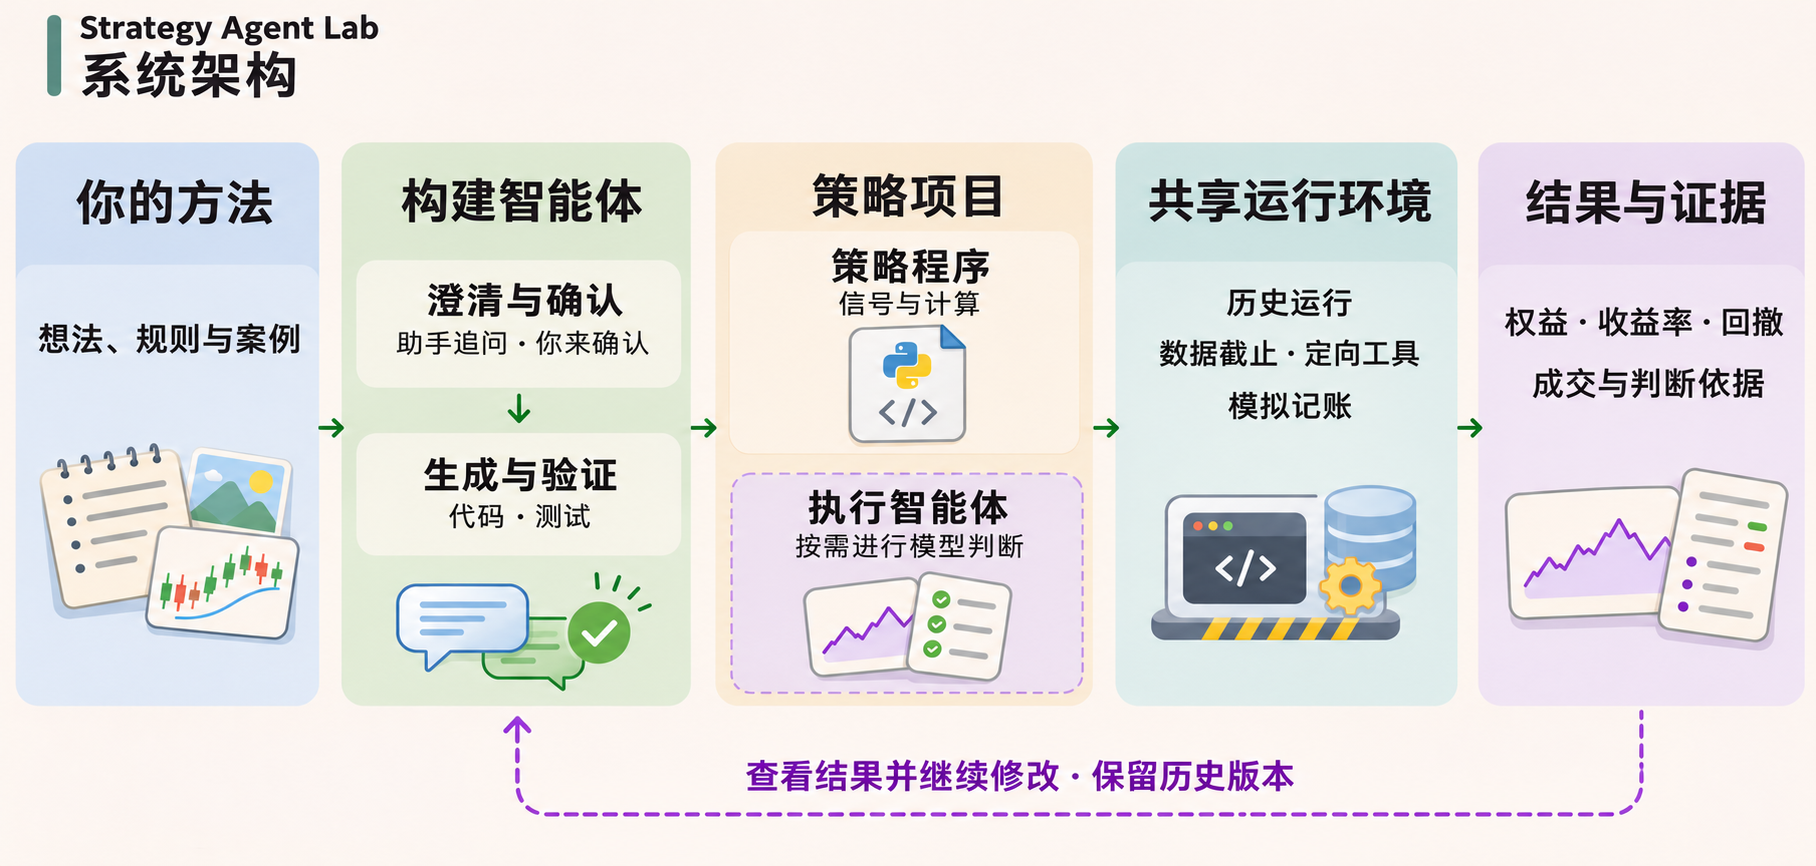 Strategy Agent Lab
系统架构
你的方法
想法、规则与案例
构建智能体
澄清与确认
助手追问·你来确认
生成与验证
代码·测试
策略项目
策略程序
信号与计算
</>
执行智能体
按需进行模型判断
共享运行环境
历史运行
数据截止·定向工具
模拟记账
</>
结果与证据
权益·收益率·回撤
成交与判断依据
查看结果并继续修改·保留历史版本